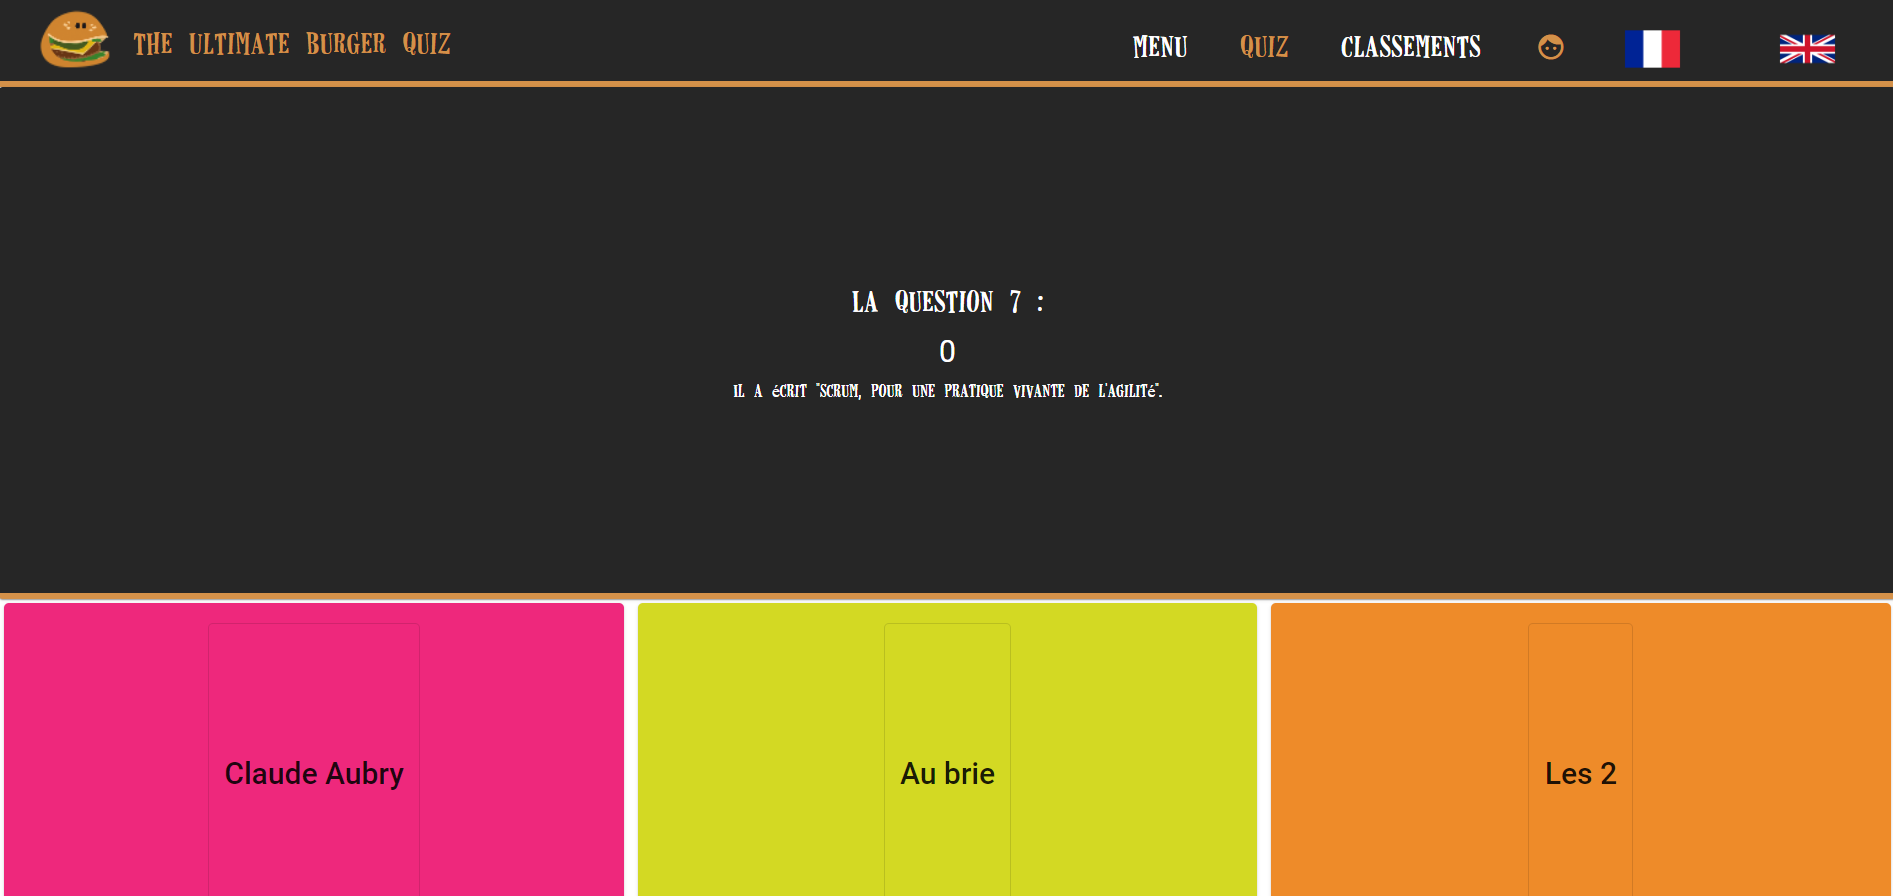 THE ULTIMATE BURGER QUIZ
MENU QUIZ CLASSEMENTS
LA QUESTION 7 :
0
IL A éCRIT "SCRUM, POUR UNE PRATIQUE VIVANTE DE L'AGILITé".
Claude Aubry
Au brie
Les 2